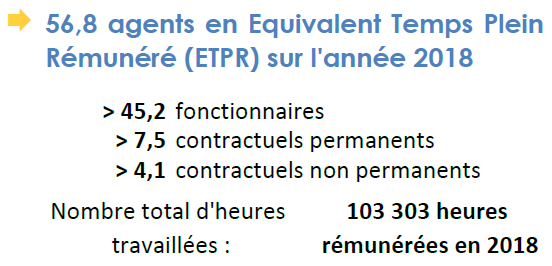 56,8 agents en Equivalent Temps Plein
Rémunéré (ETPR) sur l'année 2018
> 45,2 fonctionnaires
> 7,5 contractuels permanents
> 4,1 contractuels non permanents
Nombre total d'heures 103 303 heures
travaillées : rémunérées en 2018